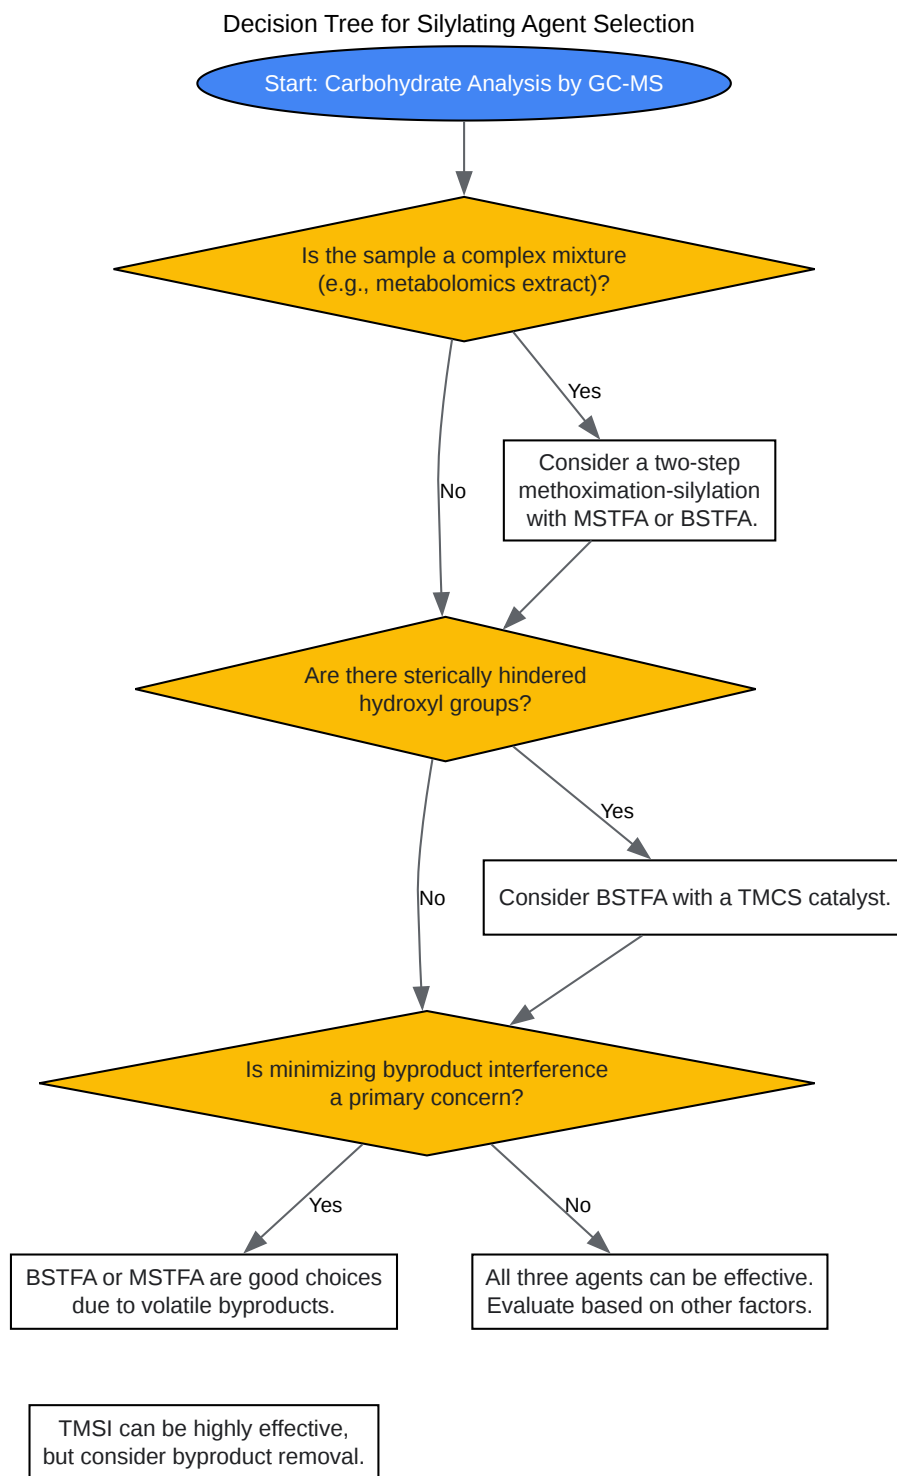 Decision Tree for Silylating Agent Selection
Start: Carbohydrate Analysis by GC-MS
Is the sample a complex mixture
(e.g., metabolomics extract)?
Yes
Consider a two-step
methoximation-silylation
with MSTFA or BSTFA.
No
Are there sterically hindered
hydroxyl groups?
Yes
Consider BSTFA with a TMCS catalyst.
No
Is minimizing byproduct interference
a primary concern?
Yes
No
BSTFA or MSTFA are good choices
due to volatile byproducts.
All three agents can be effective.
Evaluate based on other factors.
TMSI can be highly effective,
but consider byproduct removal.